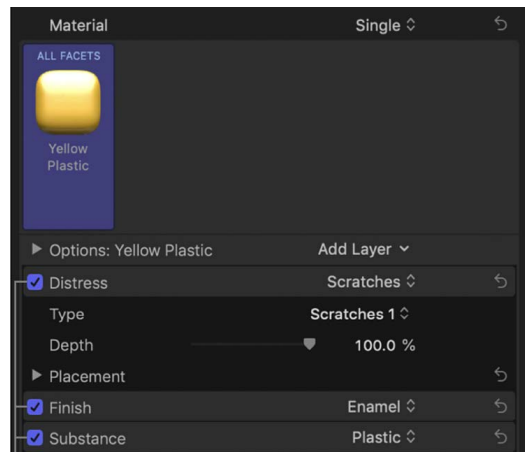 Material Single
ALL FACETS
Yellow
Plastic
Options: Yellow Plastic Add Layer
Distress Scratches
Type Scratches 1
Depth 100.0 %
Placement
Finish Enamel
Substance Plastic